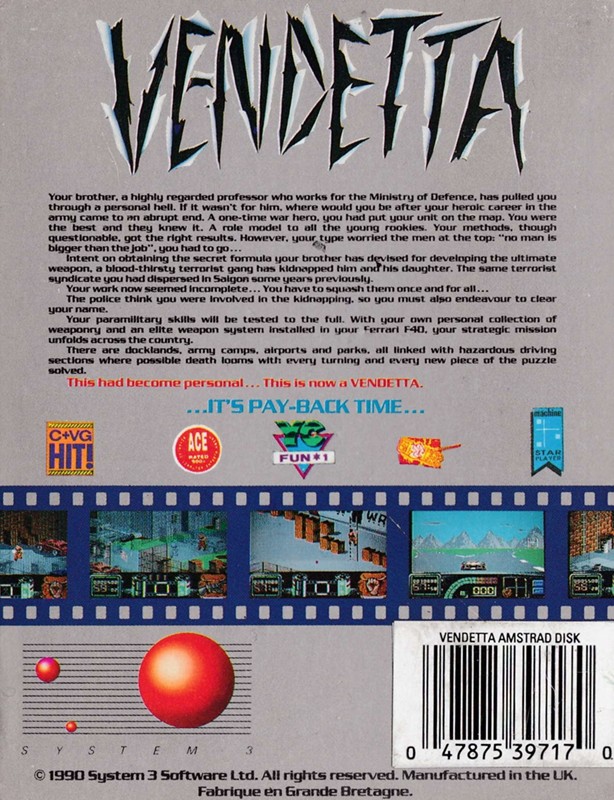 VENDETTA
Your brother, a highly regarded professor who works for the Ministry of Defence, has pulled you
through a personal hell. If it wasn't for him, where would you be after your heroic career in the
army came to an abrupt end. A one-time war hero, you had put your unit on the map. You were
the best and they knew it. A role model to all the young rookies. Your methods, though
questionable, got the right results. However, your type worried the men at the top: "no man is
bigger than the job", you had to go...
Intent on obtaining the secret formula your brother has devised for developing the ultimate
weapon, a blood-thirsty terrorist gang has kidnapped him and his daughter. The same terrorist
syndicate you had dispersed in Saigon some years previously.
Your work now seemed incomplete... You have to squash them once and for all...
The police think you were involved in the kidnapping, so you must also endeavour to clear
your name.
Your paramilitary skills will be tested to the full. With your own personal collection of
weaponry and an elite weapon system installed in your Ferrari F40, your strategic mission
unfolds across the country.
There are docklands, army camps, airports and parks, all linked with hazardous driving
sections where possible death looms with every turning and every new piece of the puzzle
solved.
This had become personal... This is now a VENDETTA.
...IT'S PAY-BACK TIME...
C+VG
HIT!
ACE
RATED
YC
FUN *1
machine
STAR
PLAYER
VENDETTA AMSTRAD DISK
0 47875 39717 0
SYSTEM 3
© 1990 System 3 Software Ltd. All rights reserved. Manufactured in the UK.
Fabriqué en Grande Bretagne.